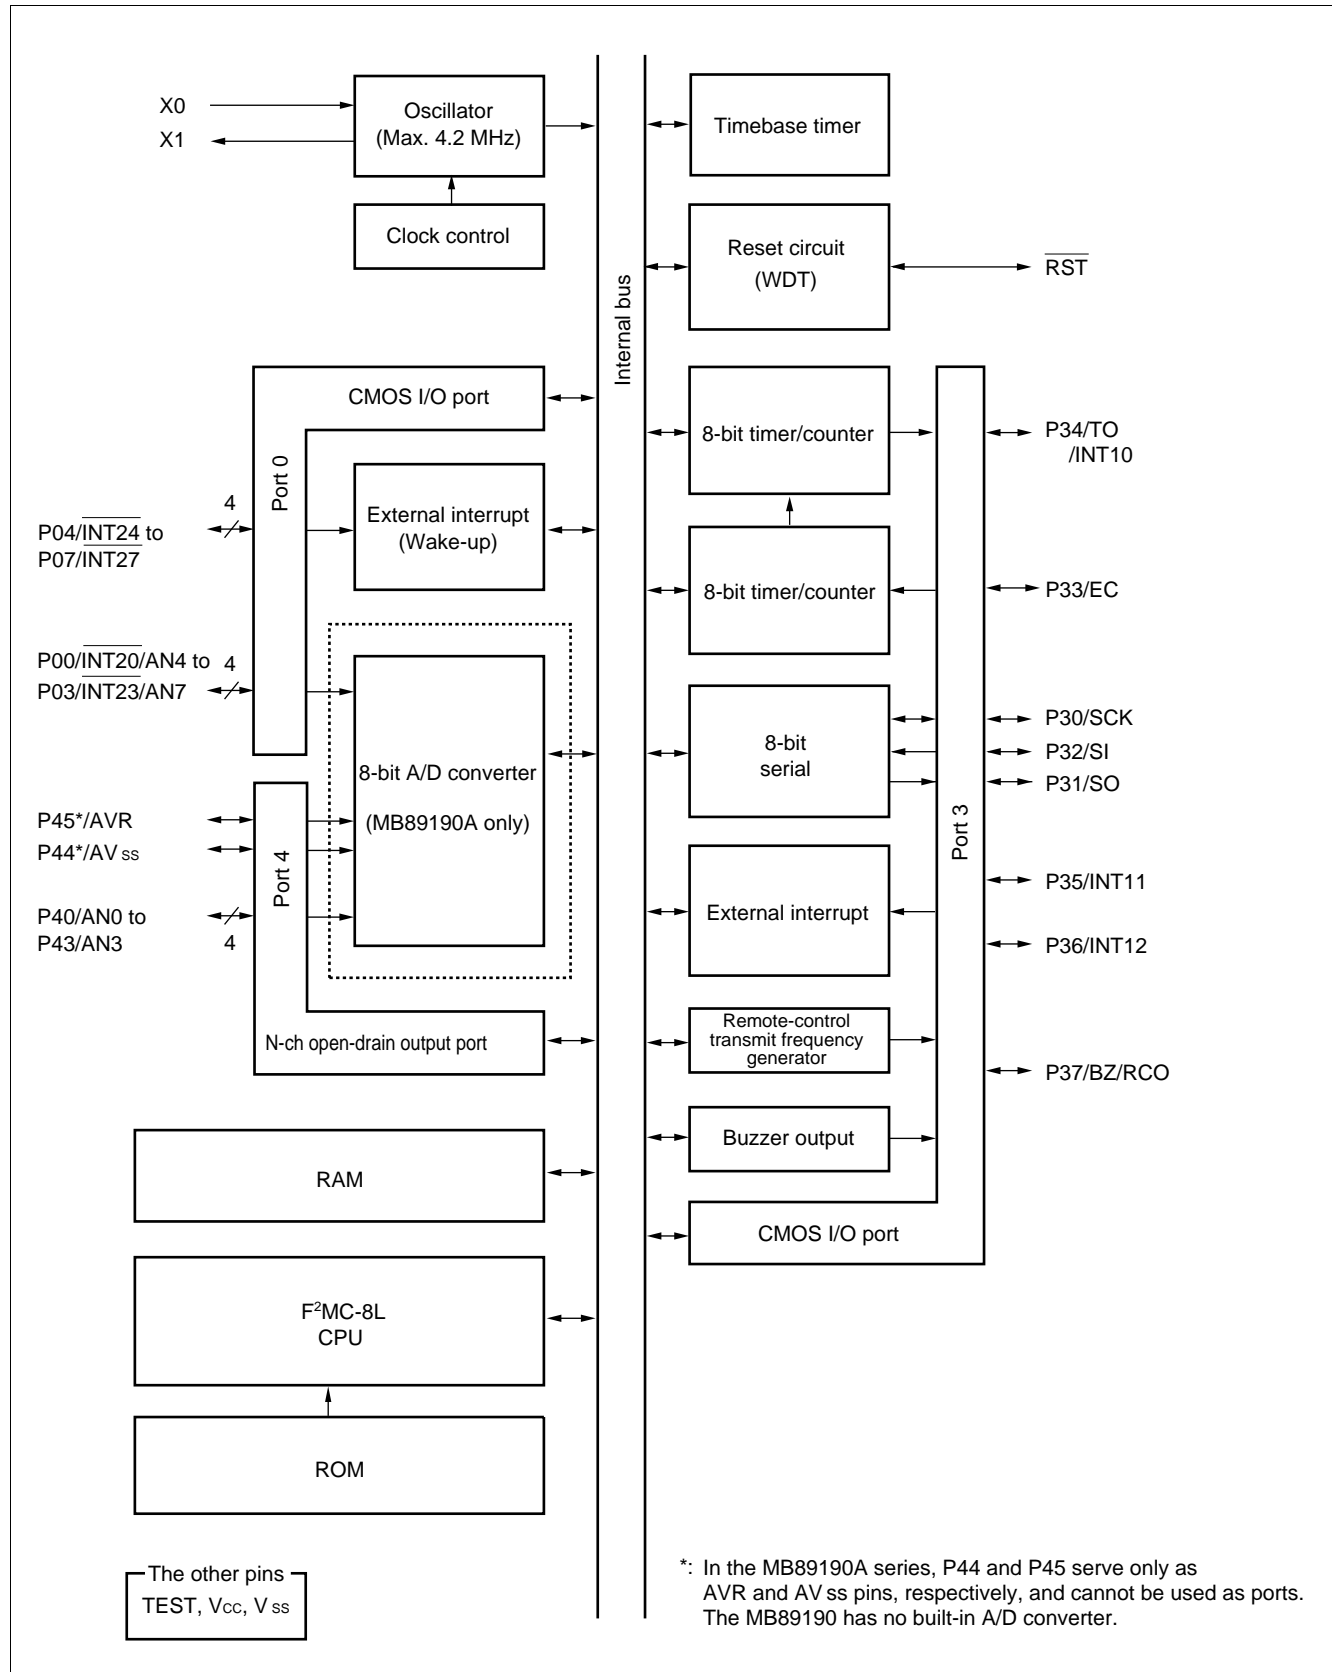 X0
X1
Oscillator
(Max. 4.2 MHz)
Clock control
CMOS I/O port
Port 0
External interrupt
(Wake-up)
4
P04/INT24 to
P07/INT27
P00/INT20/AN4 to
4
P03/INT23/AN7
8-bit A/D converter
(MB89190A only)
P45*/AVR
P44*/AVss
Port 4
P40/AN0 to
P43/AN3
4
N-ch open-drain output port
RAM
F²MC-8L
CPU
ROM
The other pins
TEST, Vcc, Vss
Internal bus
Timebase timer
Reset circuit
(WDT)
RST
8-bit timer/counter
P34/TO
/INT10
8-bit timer/counter
P33/EC
8-bit
serial
P30/SCK
P32/SI
P31/SO
Port 3
External interrupt
P35/INT11
P36/INT12
Remote-control
transmit frequency
generator
P37/BZ/RCO
Buzzer output
CMOS I/O port
*: In the MB89190A series, P44 and P45 serve only as
AVR and AVss pins, respectively, and cannot be used as ports.
The MB89190 has no built-in A/D converter.